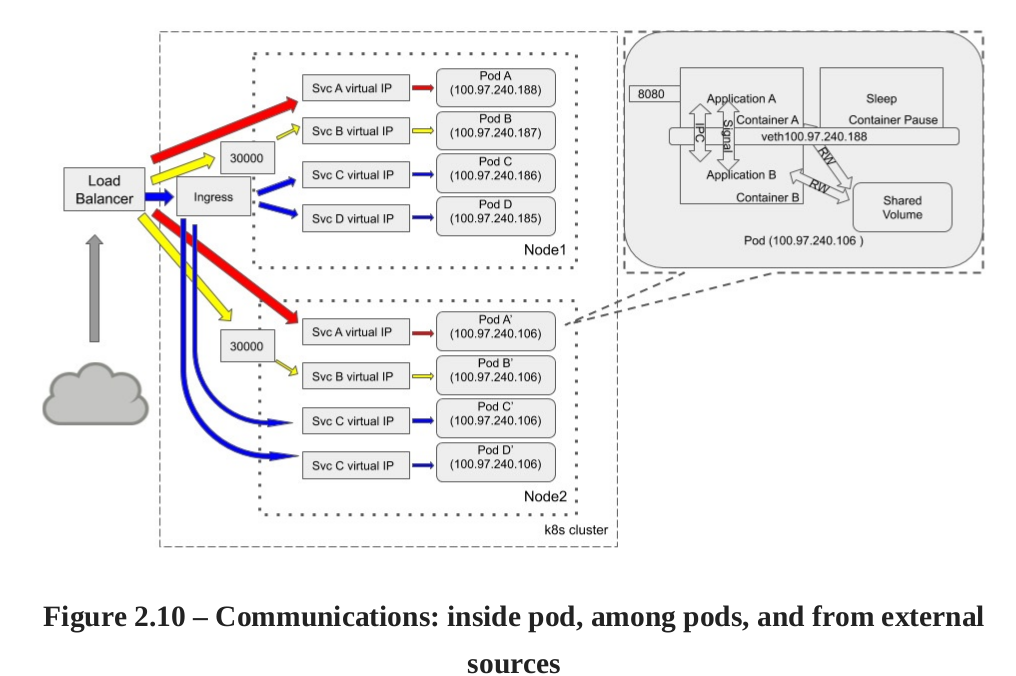 Load
Balancer
30000
Ingress
Svc A virtual IP
Pod A
(100.97.240.188)
Svc B virtual IP
Pod B
(100.97.240.187)
Svc C virtual IP
Pod C
(100.97.240.186)
Svc D virtual IP
Pod D
(100.97.240.185)
Node1
30000
Svc A virtual IP
Pod A’
(100.97.240.106)
Svc B virtual IP
Pod B’
(100.97.240.106)
Svc C virtual IP
Pod C’
(100.97.240.106)
Svc C virtual IP
Pod D’
(100.97.240.106)
Node2
k8s cluster
8080
Application A
Container A
Sleep
Container Pause
veth100.97.240.188
IPC
Signal
Application B
Container B
RW
RW
Shared
Volume
Pod (100.97.240.106 )
Figure 2.10 – Communications: inside pod, among pods, and from external
sources